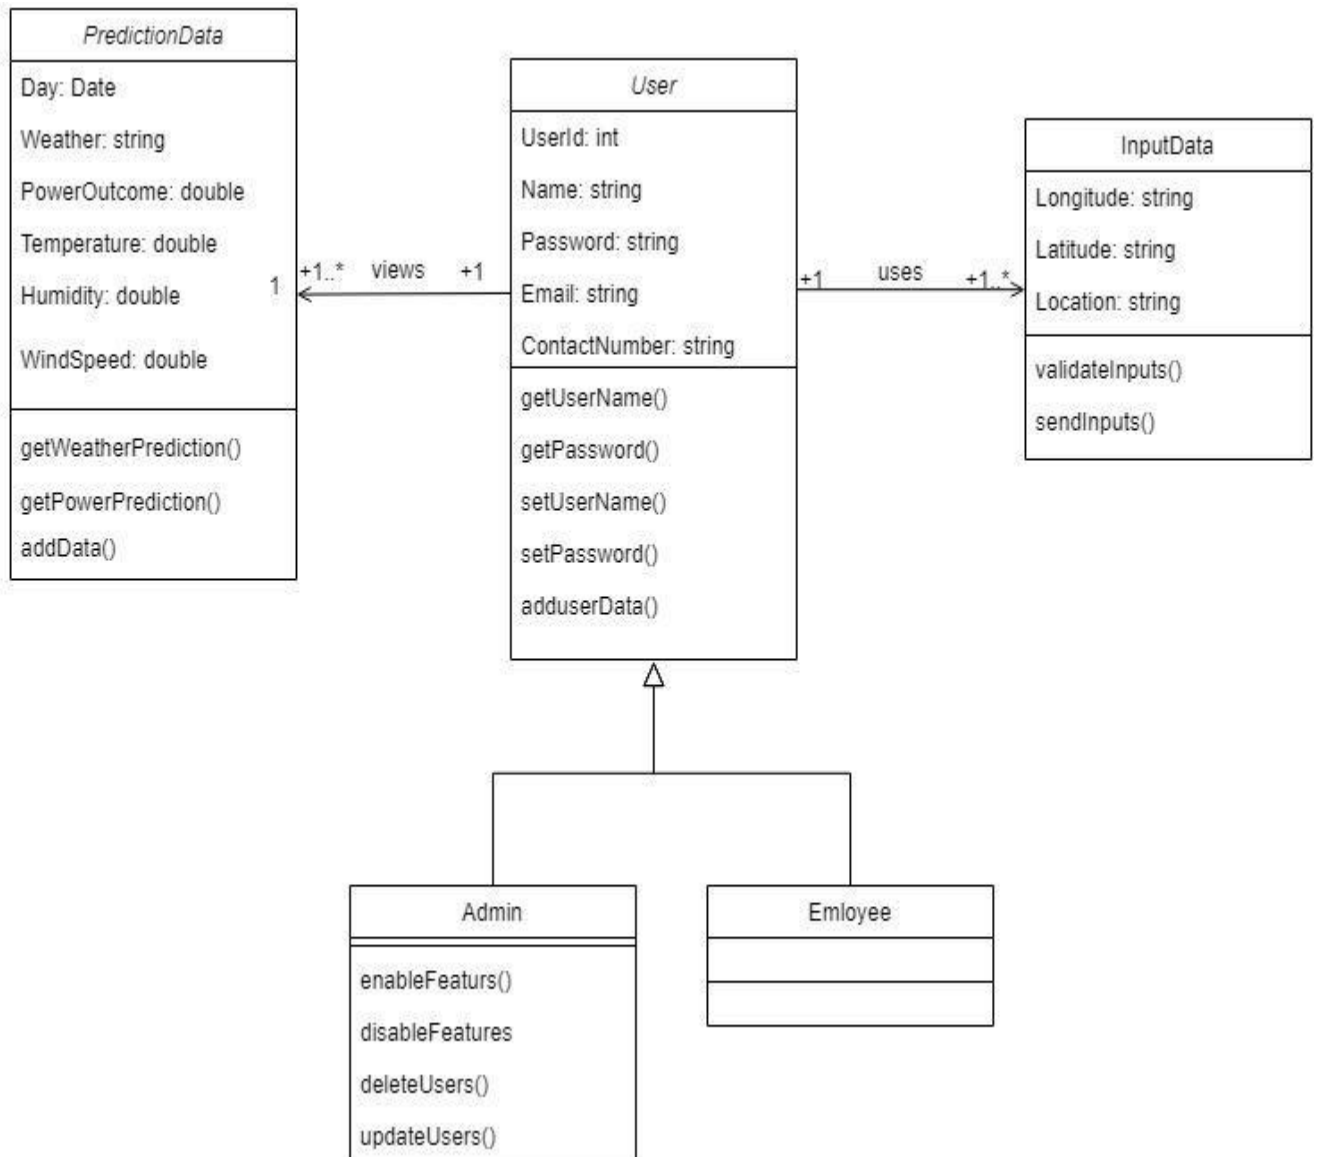 PredictionData
Day: Date
Weather: string
PowerOutcome: double
Temperature: double
Humidity: double
WindSpeed: double
getWeatherPrediction()
getPowerPrediction()
addData()
1
+1..*
views
+1
User
UserId: int
Name: string
Password: string
Email: string
ContactNumber: string
getUserName()
getPassword()
setUserName()
setPassword()
adduserData()
+1
uses
+1..*
InputData
Longitude: string
Latitude: string
Location: string
validateInputs()
sendInputs()
Admin
enableFeaturs()
disableFeatures
deleteUsers()
updateUsers()
Emloyee